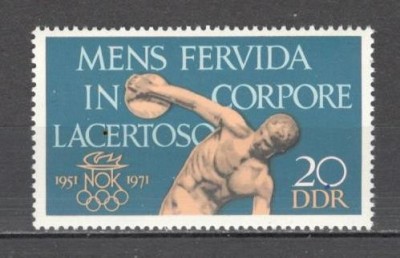 MENS FERVIDA
IN CORPORE
LACERTOSO
1951 1971
NOK
20
DDR